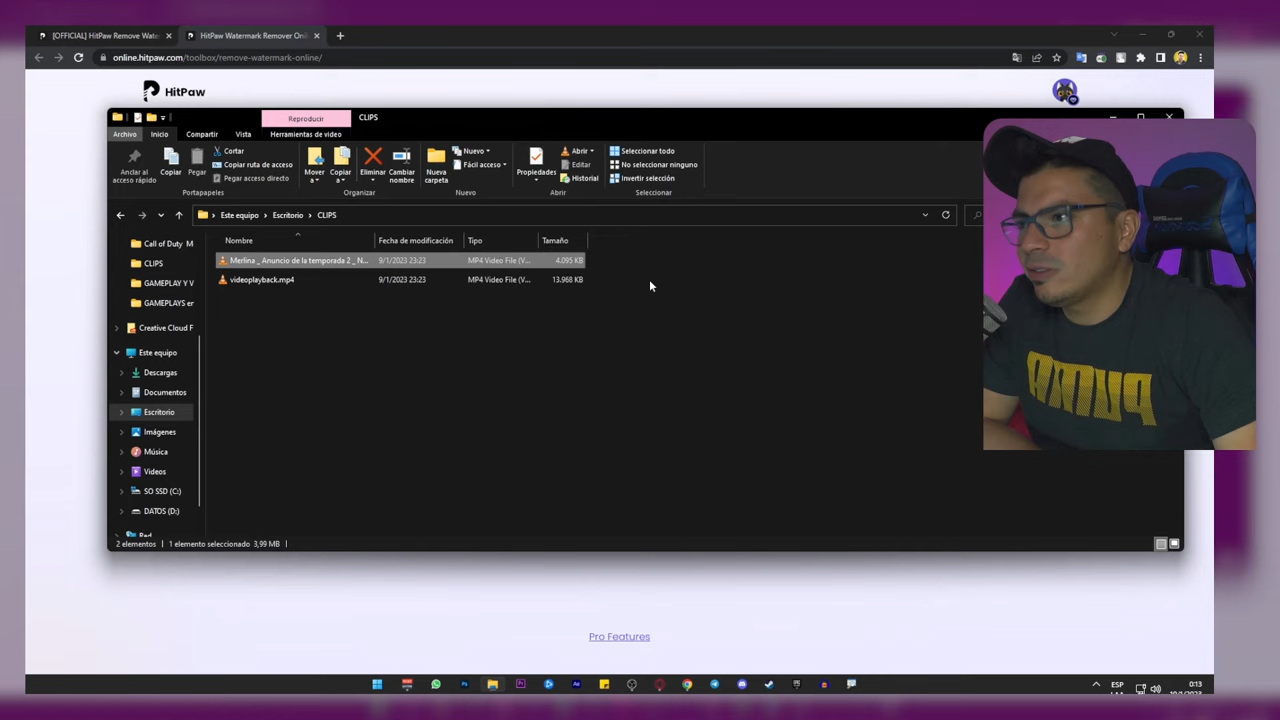 [OFFICIAL] HitPaw Remove Wate
HitPaw Watermark Remover Onli
online.hitpaw.com/toolbox/remove-watermark-online/
HitPaw
Reproducir
CLIPS
Archivo
Inicio
Compartir
Vista
Herramientas de video
Anclar al acceso rápido
Copiar
Pegar
Cortar
Copiar ruta de acceso
Pegar acceso directo
Mover a
Copiar a
Eliminar
Cambiar nombre
Nueva carpeta
Nuevo
Fácil acceso
Propiedades
Abrir
Editar
Historial
Seleccionar todo
No seleccionar ninguno
Invertir selección
Portapapeles
Organizar
Nuevo
Abrir
Seleccionar
Este equipo
Escritorio
CLIPS
Nombre
Fecha de modificación
Tipo
Tamaño
Merlina _ Anuncio de la temporada 2 _ N...
9/1/2023 23:23
MP4 Video File (V...
4.095 KB
videoplayback.mp4
9/1/2023 23:23
MP4 Video File (V...
13.968 KB
Call of Duty M
CLIPS
GAMEPLAY Y V
GAMEPLAYS er
Creative Cloud F
Este equipo
Descargas
Documentos
Escritorio
Imágenes
Música
Videos
SO SSD (C:)
DATOS (D:)
Red
2 elementos
1 elemento seleccionado 3,99 MB
PUMA
Pro Features
ESP
LAA
0:13
10/1/2023